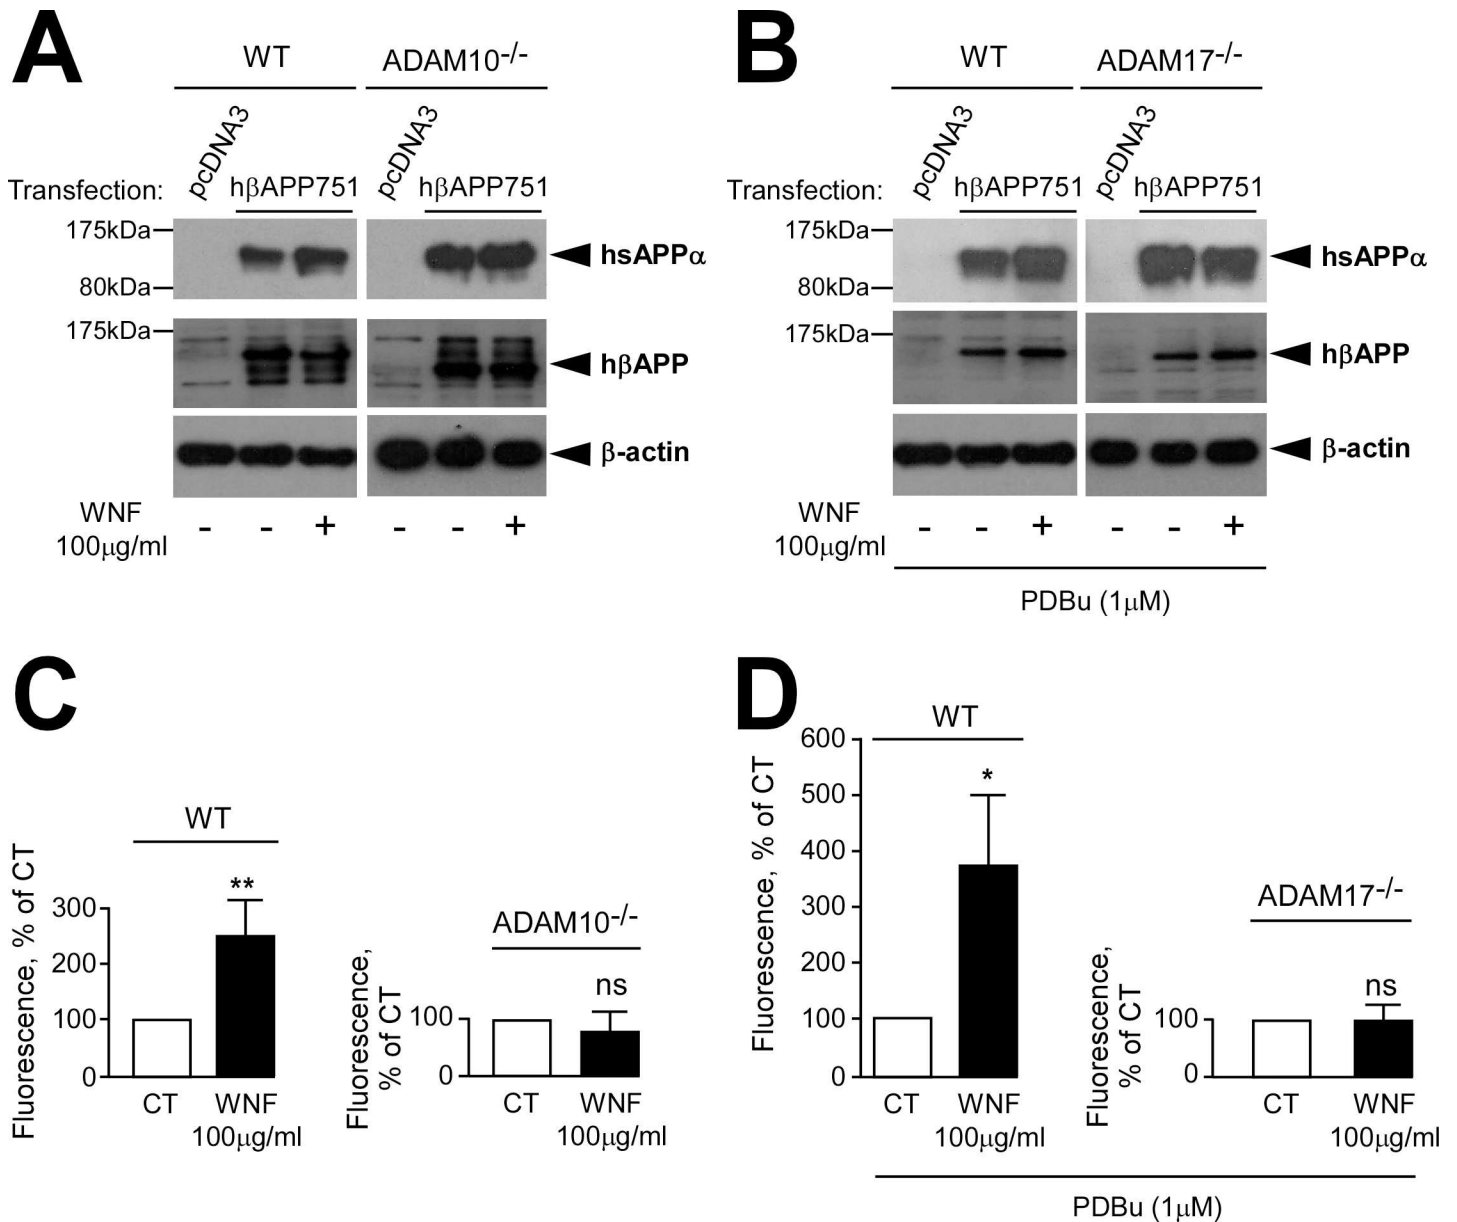 A
WT
ADAM10-/-
pcDNA3
pcDNA3
Transfection:
hβAPP751
hβAPP751
175kDa
80kDa
hsAPPα
175kDa
hβAPP
β-actin
WNF
100μg/ml
- - + - - +
B
WT
ADAM17-/-
pcDNA3
pcDNA3
Transfection:
hβAPP751
hβAPP751
175kDa
80kDa
hsAPPα
175kDa
hβAPP
β-actin
WNF
100μg/ml
- - + - - +
PDBu (1μM)
C
WT
Fluorescence, % of CT
300
200
100
0
**
CT
WNF
100μg/ml
ADAM10-/-
Fluorescence,
% of CT
100
0
ns
CT
WNF
100μg/ml
D
WT
Fluorescence, % of CT
600
500
400
300
200
100
0
*
CT
WNF
100μg/ml
ADAM17-/-
Fluorescence,
% of CT
100
0
ns
CT
WNF
100μg/ml
PDBu (1μM)